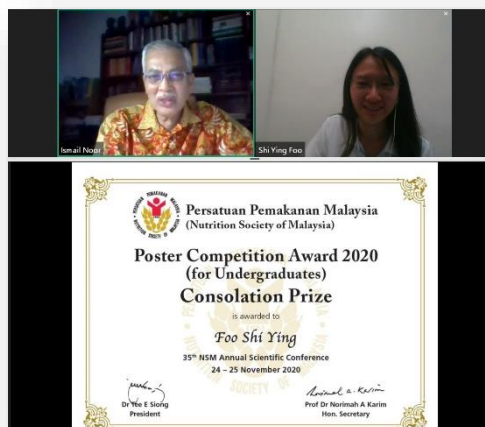 Ismail Noor
Shi Ying Foo
Persatuan Pemakanan Malaysia
(Nutrition Society of Malaysia)
Poster Competition Award 2020
(for Undergraduates)
Consolation Prize
is awarded to
Foo Shi Ying
35th NSM Annual Scientific Conference
24 – 25 November 2020
Dr Tee E Siong
President
Norimah A. Karim
Prof Dr Norimah A Karim
Hon. Secretary